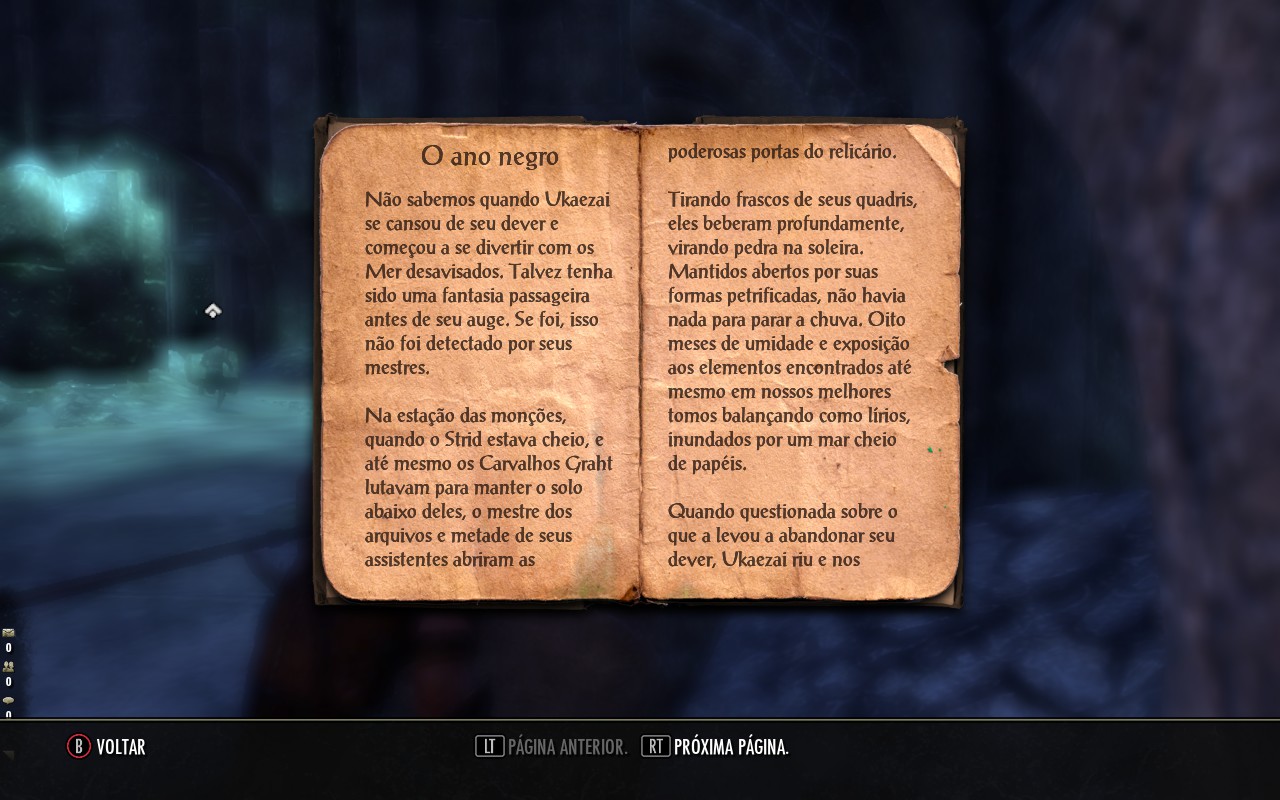 O ano negro
Não sabemos quando Ukaezai
se cansou de seu dever e
começou a se divertir com os
Mer desavisados. Talvez tenha
sido uma fantasia passageira
antes de seu auge. Se foi, isso
não foi detectado por seus
mestres.
Na estação das monções,
quando o Strid estava cheio, e
até mesmo os Carvalhos Graht
lutavam para manter o solo
abaixo deles, o mestre dos
arquivos e metade de seus
assistentes abriram as
poderosas portas do relicário.
Tirando frascos de seus quadris,
eles beberam profundamente,
virando pedra na soleira.
Mantidos abertos por suas
formas petrificadas, não havia
nada para parar a chuva. Oito
meses de umidade e exposição
aos elementos encontrados até
mesmo em nossos melhores
tomos balançando como lírios,
inundados por um mar cheio
de papéis.
Quando questionada sobre o
que a levou a abandonar seu
dever, Ukaezai riu e nos
0
0
0
B VOLTAR
LT PÁGINA ANTERIOR. RT PRÓXIMA PÁGINA.